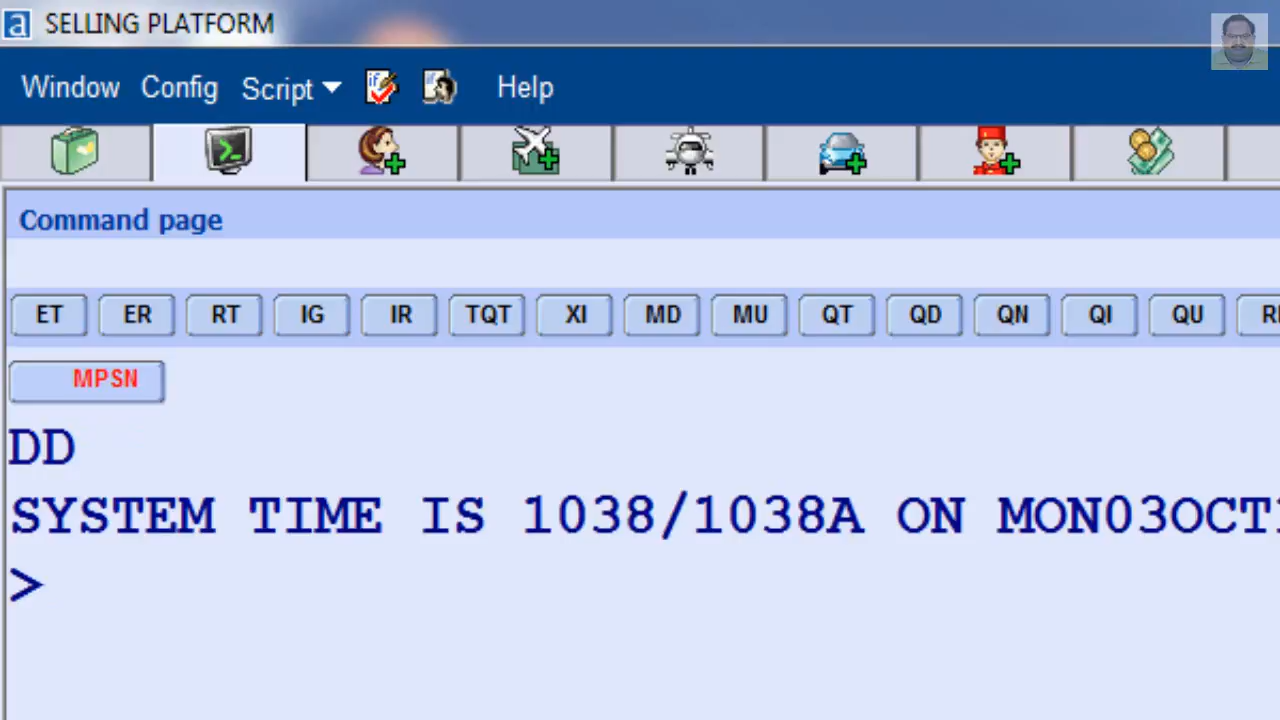 a SELLING PLATFORM
Window Config Script Help
Command page
ET ER RT IG IR TQT XI MD MU QT QD QN QI QU
MPSN
DD
SYSTEM TIME IS 1038/1038A ON MON03OCT
>